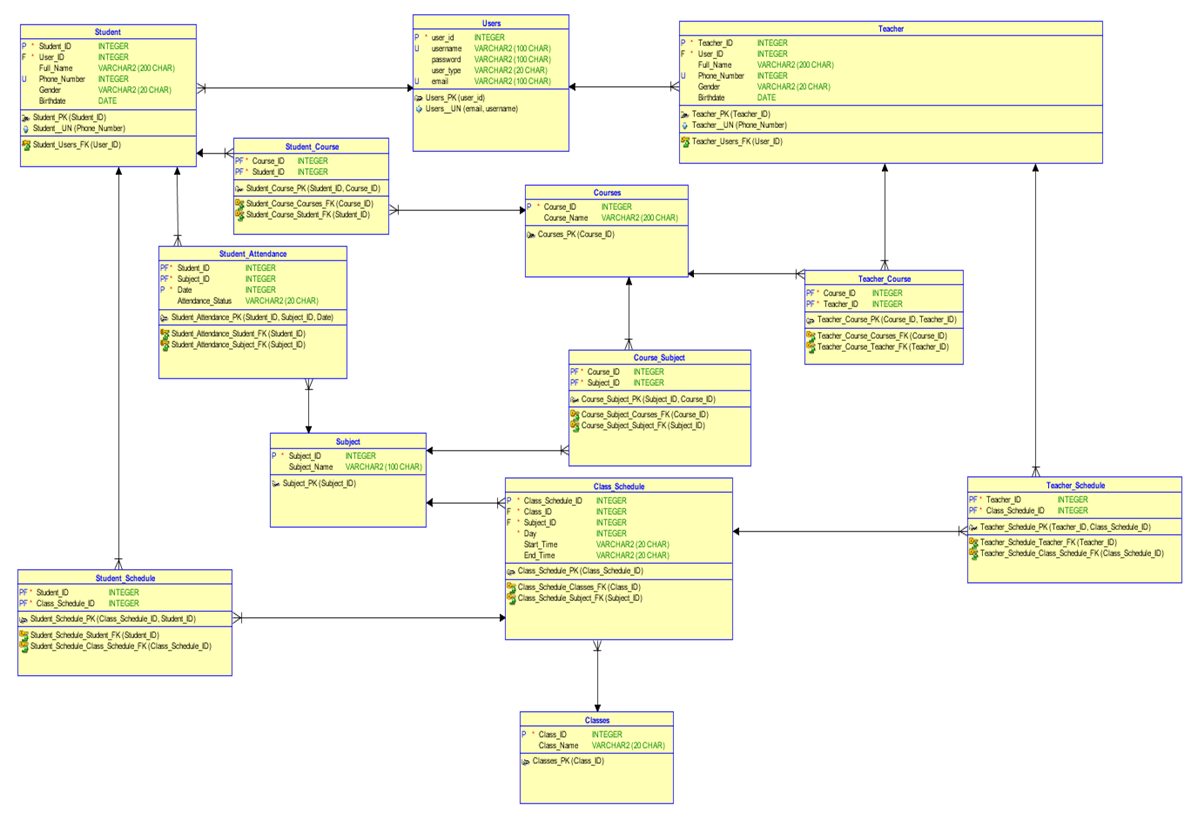 Student
P * Student_ID INTEGER
F * User_ID INTEGER
Full_Name VARCHAR2 (200 CHAR)
U Phone_Number INTEGER
Gender VARCHAR2 (20 CHAR)
Birthdate DATE
Student_PK (Student_ID)
Student__UN (Phone_Number)
Student_Users_FK (User_ID)
Users
P * user_id INTEGER
U username VARCHAR2 (100 CHAR)
password VARCHAR2 (100 CHAR)
user_type VARCHAR2 (20 CHAR)
U email VARCHAR2 (100 CHAR)
Users_PK (user_id)
Users__UN (email, username)
Teacher
P * Teacher_ID INTEGER
F * User_ID INTEGER
Full_Name VARCHAR2 (200 CHAR)
U Phone_Number INTEGER
Gender VARCHAR2 (20 CHAR)
Birthdate DATE
Teacher_PK (Teacher_ID)
Teacher__UN (Phone_Number)
Teacher_Users_FK (User_ID)
Student_Course
PF * Course_ID INTEGER
PF * Student_ID INTEGER
Student_Course_PK (Student_ID, Course_ID)
Student_Course_Courses_FK (Course_ID)
Student_Course_Student_FK (Student_ID)
Courses
P * Course_ID INTEGER
Course_Name VARCHAR2 (200 CHAR)
Courses_PK (Course_ID)
Student_Attendance
PF * Student_ID INTEGER
PF * Subject_ID INTEGER
P * Date INTEGER
Attendance_Status VARCHAR2 (20 CHAR)
Student_Attendance_PK (Student_ID, Subject_ID, Date)
Student_Attendance_Student_FK (Student_ID)
Student_Attendance_Subject_FK (Subject_ID)
Teacher_Course
PF * Course_ID INTEGER
PF * Teacher_ID INTEGER
Teacher_Course_PK (Course_ID, Teacher_ID)
Teacher_Course_Courses_FK (Course_ID)
Teacher_Course_Teacher_FK (Teacher_ID)
Course_Subject
PF * Course_ID INTEGER
PF * Subject_ID INTEGER
Course_Subject_PK (Subject_ID, Course_ID)
Course_Subject_Courses_FK (Course_ID)
Course_Subject_Subject_FK (Subject_ID)
Subject
P * Subject_ID INTEGER
Subject_Name VARCHAR2 (100 CHAR)
Subject_PK (Subject_ID)
Class_Schedule
P * Class_Schedule_ID INTEGER
F * Class_ID INTEGER
F * Subject_ID INTEGER
* Day INTEGER
Start_Time VARCHAR2 (20 CHAR)
End_Time VARCHAR2 (20 CHAR)
Class_Schedule_PK (Class_Schedule_ID)
Class_Schedule_Classes_FK (Class_ID)
Class_Schedule_Subject_FK (Subject_ID)
Teacher_Schedule
PF * Teacher_ID INTEGER
PF * Class_Schedule_ID INTEGER
Teacher_Schedule_PK (Teacher_ID, Class_Schedule_ID)
Teacher_Schedule_Teacher_FK (Teacher_ID)
Teacher_Schedule_Class_Schedule_FK (Class_Schedule_ID)
Student_Schedule
PF * Student_ID INTEGER
PF * Class_Schedule_ID INTEGER
Student_Schedule_PK (Class_Schedule_ID, Student_ID)
Student_Schedule_Student_FK (Student_ID)
Student_Schedule_Class_Schedule_FK (Class_Schedule_ID)
Classes
P * Class_ID INTEGER
Class_Name VARCHAR2 (20 CHAR)
Classes_PK (Class_ID)